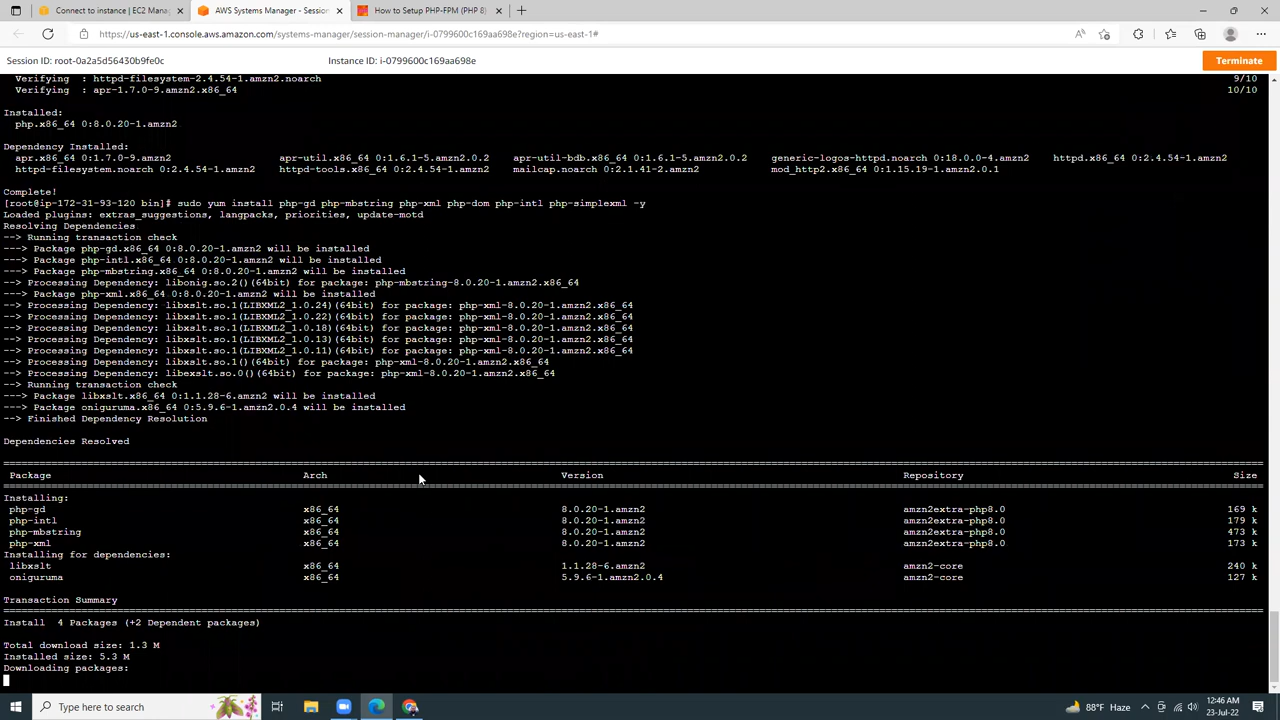 Connect to instance | EC2 Mana
AWS Systems Manager - Session
How to Setup PHP-FPM (PHP 8)
https://us-east-1.console.aws.amazon.com/systems-manager/session-manager/i-0799600c169aa698e?region=us-east-1#
Session ID: root-0a2a5d56430b9fe0c Instance ID: i-0799600c169aa698e Terminate
Verifying : httpd-filesystem-2.4.54-1.amzn2.noarch 9/10
Verifying : apr-1.7.0-9.amzn2.x86_64 10/10
Installed:
php.x86_64 0:8.0.20-1.amzn2
Dependency Installed:
apr.x86_64 0:1.7.0-9.amzn2 apr-util.x86_64 0:1.6.1-5.amzn2.0.2 apr-util-bdb.x86_64 0:1.6.1-5.amzn2.0.2 generic-logos-httpd.noarch 0:18.0.0-4.amzn2 httpd.x86_64 0:2.4.54-1.amzn2
httpd-filesystem.noarch 0:2.4.54-1.amzn2 httpd-tools.x86_64 0:2.4.54-1.amzn2 mailcap.noarch 0:2.1.41-2.amzn2 mod_http2.x86_64 0:1.15.19-1.amzn2.0.1
Complete!
[root@ip-172-31-93-120 bin]# sudo yum install php-gd php-mbstring php-xml php-dom php-intl php-simplexml -y
Loaded plugins: extras_suggestions, langpacks, priorities, update-motd
Resolving Dependencies
--> Running transaction check
---> Package php-gd.x86_64 0:8.0.20-1.amzn2 will be installed
---> Package php-intl.x86_64 0:8.0.20-1.amzn2 will be installed
---> Package php-mbstring.x86_64 0:8.0.20-1.amzn2 will be installed
--> Processing Dependency: libonig.so.2()(64bit) for package: php-mbstring-8.0.20-1.amzn2.x86_64
---> Package php-xml.x86_64 0:8.0.20-1.amzn2 will be installed
--> Processing Dependency: libxslt.so.1(LIBXML2_1.0.24)(64bit) for package: php-xml-8.0.20-1.amzn2.x86_64
--> Processing Dependency: libxslt.so.1(LIBXML2_1.0.22)(64bit) for package: php-xml-8.0.20-1.amzn2.x86_64
--> Processing Dependency: libxslt.so.1(LIBXML2_1.0.18)(64bit) for package: php-xml-8.0.20-1.amzn2.x86_64
--> Processing Dependency: libxslt.so.1(LIBXML2_1.0.13)(64bit) for package: php-xml-8.0.20-1.amzn2.x86_64
--> Processing Dependency: libxslt.so.1(LIBXML2_1.0.11)(64bit) for package: php-xml-8.0.20-1.amzn2.x86_64
--> Processing Dependency: libxslt.so.1()(64bit) for package: php-xml-8.0.20-1.amzn2.x86_64
--> Processing Dependency: libexslt.so.0()(64bit) for package: php-xml-8.0.20-1.amzn2.x86_64
--> Running transaction check
---> Package libxslt.x86_64 0:1.1.28-6.amzn2 will be installed
---> Package oniguruma.x86_64 0:5.9.6-1.amzn2.0.4 will be installed
--> Finished Dependency Resolution
Dependencies Resolved
Package Arch Version Repository Size
Installing:
php-gd x86_64 8.0.20-1.amzn2 amzn2extra-php8.0 169 k
php-intl x86_64 8.0.20-1.amzn2 amzn2extra-php8.0 179 k
php-mbstring x86_64 8.0.20-1.amzn2 amzn2extra-php8.0 473 k
php-xml x86_64 8.0.20-1.amzn2 amzn2extra-php8.0 173 k
Installing for dependencies:
libxslt x86_64 1.1.28-6.amzn2 amzn2-core 240 k
oniguruma x86_64 5.9.6-1.amzn2.0.4 amzn2-core 127 k
Transaction Summary
Install 4 Packages (+2 Dependent packages)
Total download size: 1.3 M
Installed size: 5.3 M
Downloading packages:
Type here to search
88°F Haze
12:46 AM
23-Jul-22